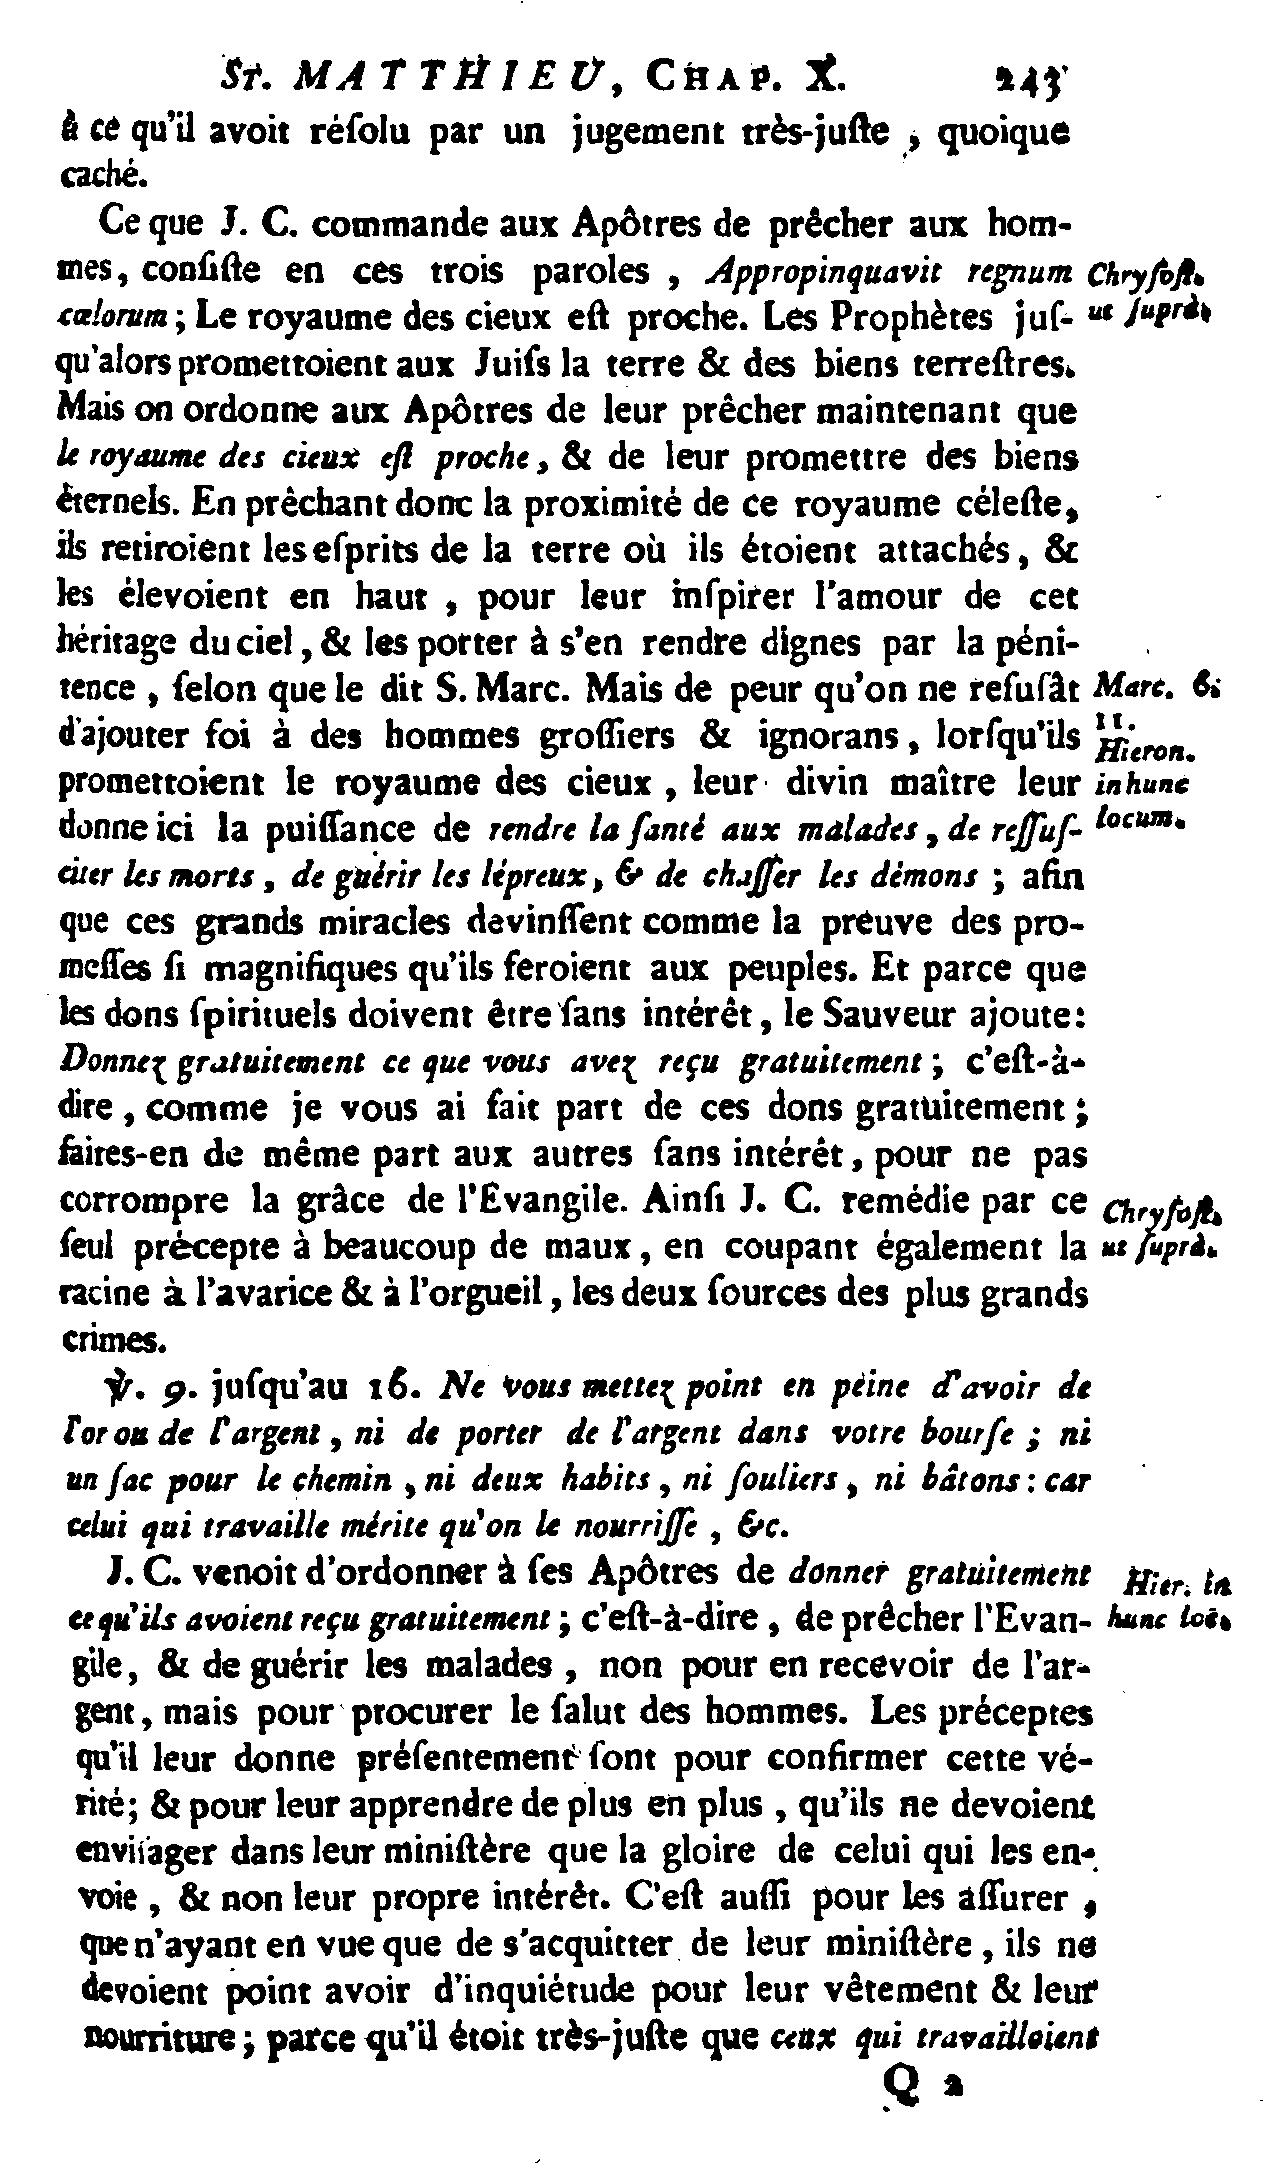 ST. MATTHIEU, CHAP. X. 243
à ce qu'il avoit réſolu par un jugement très-juſte, quoique
caché.
Ce que J. C. commande aux Apôtres de prêcher aux hom-
mes, conſiſte en ces trois paroles, Appropinquavit regnum
cœlorum; Le royaume des cieux eſt proche. Les Prophètes juſ-
qu'alors promettoient aux Juifs la terre & des biens terreſtres.
Mais on ordonne aux Apôtres de leur prêcher maintenant que
le royaume des cieux eſt proche, & de leur promettre des biens
éternels. En prêchant donc la proximité de ce royaume céleſte,
ils retiroient les eſprits de la terre où ils étoient attachés, &
les élevoient en haut, pour leur inſpirer l'amour de cet
héritage du ciel, & les porter à s'en rendre dignes par la péni-
tence, ſelon que le dit S. Marc. Mais de peur qu'on ne refuſât
d'ajouter foi à des hommes groſſiers & ignorans, lorſqu'ils
promettoient le royaume des cieux, leur divin maître leur
donne ici la puiſſance de rendre la ſanté aux malades, de reſſuſ-
citer les morts, de guérir les lépreux, & de chaſſer les démons; afin
que ces grands miracles devinſſent comme la preuve des pro-
meſſes ſi magnifiques qu'ils feroient aux peuples. Et parce que
les dons ſpirituels doivent être ſans intérêt, le Sauveur ajoute:
Donnez gratuitement ce que vous avez reçu gratuitement; c'eſt-à-
dire, comme je vous ai fait part de ces dons gratuitement;
faites-en de même part aux autres ſans intérêt, pour ne pas
corrompre la grâce de l'Evangile. Ainſi J. C. remédie par ce
ſeul précepte à beaucoup de maux, en coupant également la
racine à l'avarice & à l'orgueil, les deux ſources des plus grands
crimes.
℣. 9. juſqu'au 16. Ne vous mettez point en peine d'avoir de
l'or ou de l'argent, ni de porter de l'argent dans votre bourſe; ni
un ſac pour le chemin, ni deux habits, ni ſouliers, ni bâtons: car
celui qui travaille mérite qu'on le nourriſſe, &c.
J. C. venoit d'ordonner à ſes Apôtres de donner gratuitement
ce qu'ils avoient reçu gratuitement; c'eſt-à-dire, de prêcher l'Evan-
gile, & de guérir les malades, non pour en recevoir de l'ar-
gent, mais pour procurer le ſalut des hommes. Les préceptes
qu'il leur donne préſentement ſont pour confirmer cette vé-
rité; & pour leur apprendre de plus en plus, qu'ils ne devoient
enviſager dans leur miniſtère que la gloire de celui qui les en-
voie, & non leur propre intérêt. C'eſt auſſi pour les aſſurer,
que n'ayant en vue que de s'acquitter de leur miniſtère, ils ne
devoient point avoir d'inquiétude pour leur vêtement & leur
nourriture; parce qu'il étoit très-juſte que ceux qui travailloient
Q 2
Chryſoſt.
ut ſuprà.
Marc. 6.
11.
Hieron.
in hunc
locum.
Chryſoſt.
ut ſuprà.
Hier. in
hunc loc.